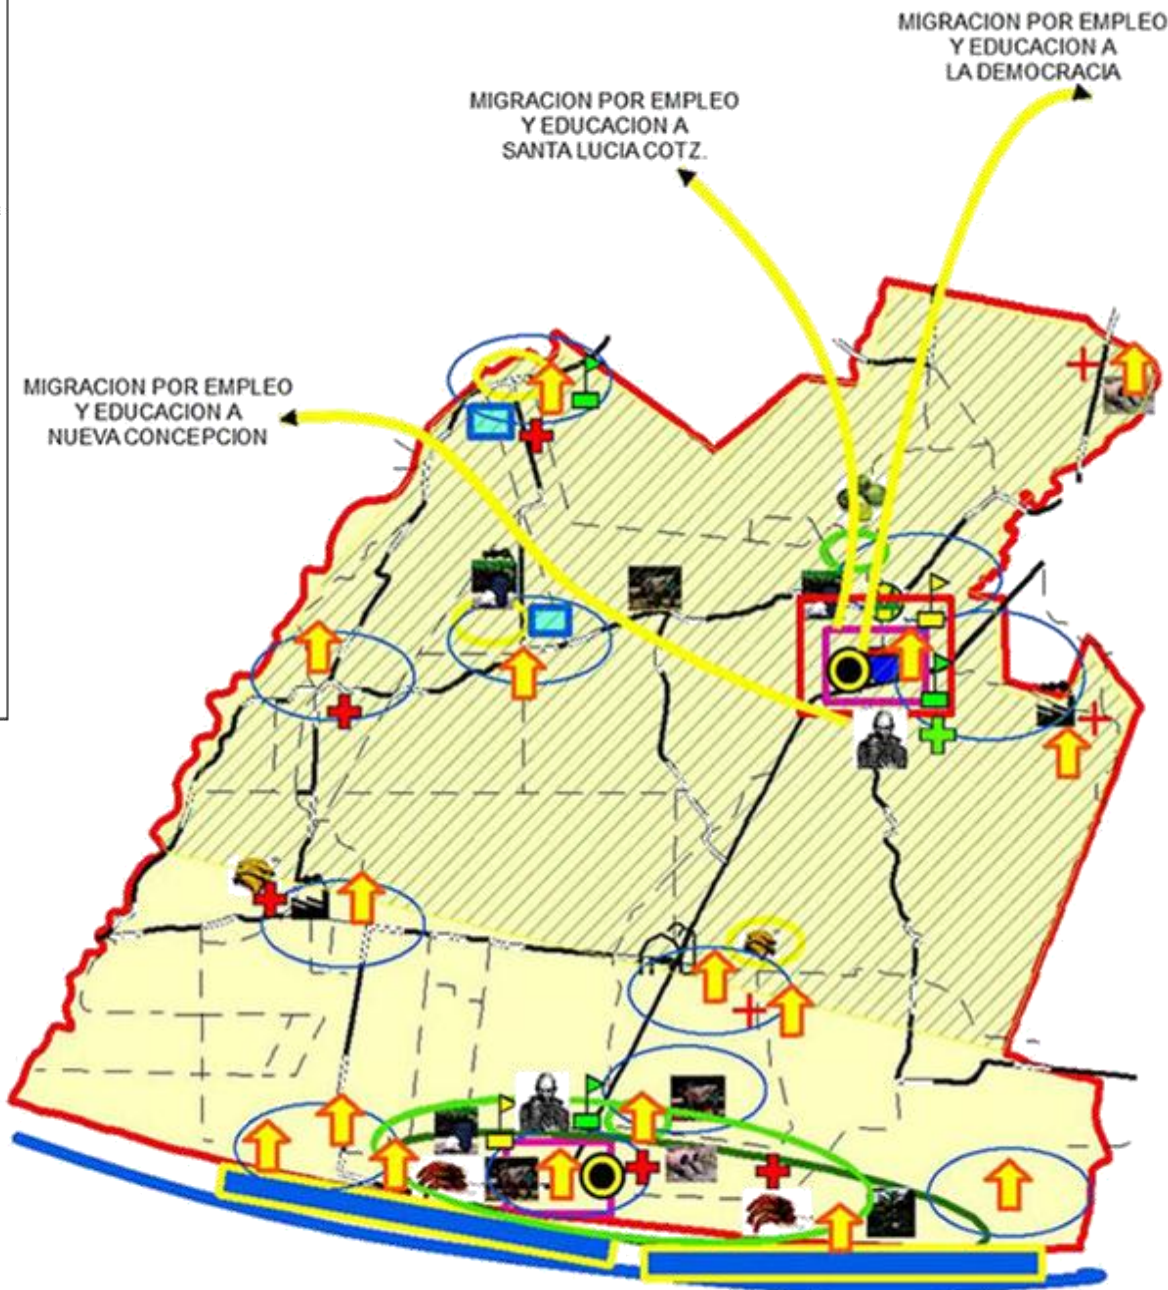 MIGRACION POR EMPLEO
Y EDUCACION A
LA DEMOCRACIA
MIGRACION POR EMPLEO
Y EDUCACION A
SANTA LUCIA COTZ.
MIGRACION POR EMPLEO
Y EDUCACION A
NUEVA CONCEPCION